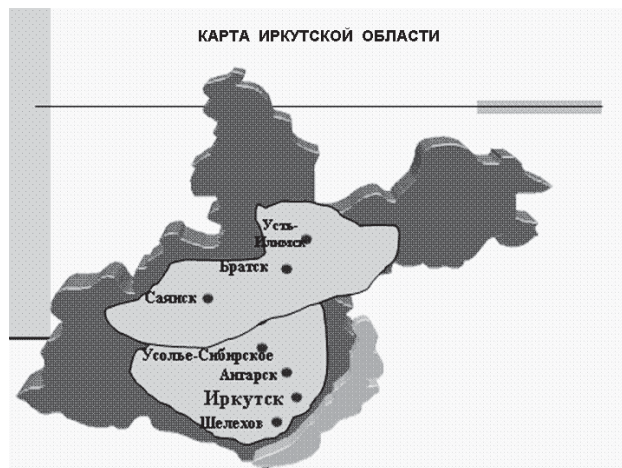 КАРТА ИРКУТСКОЙ ОБЛАСТИ
Усть-
Илимск
Братск
Саянск
Усолье-Сибирское
Ангарск
Иркутск
Шелехов